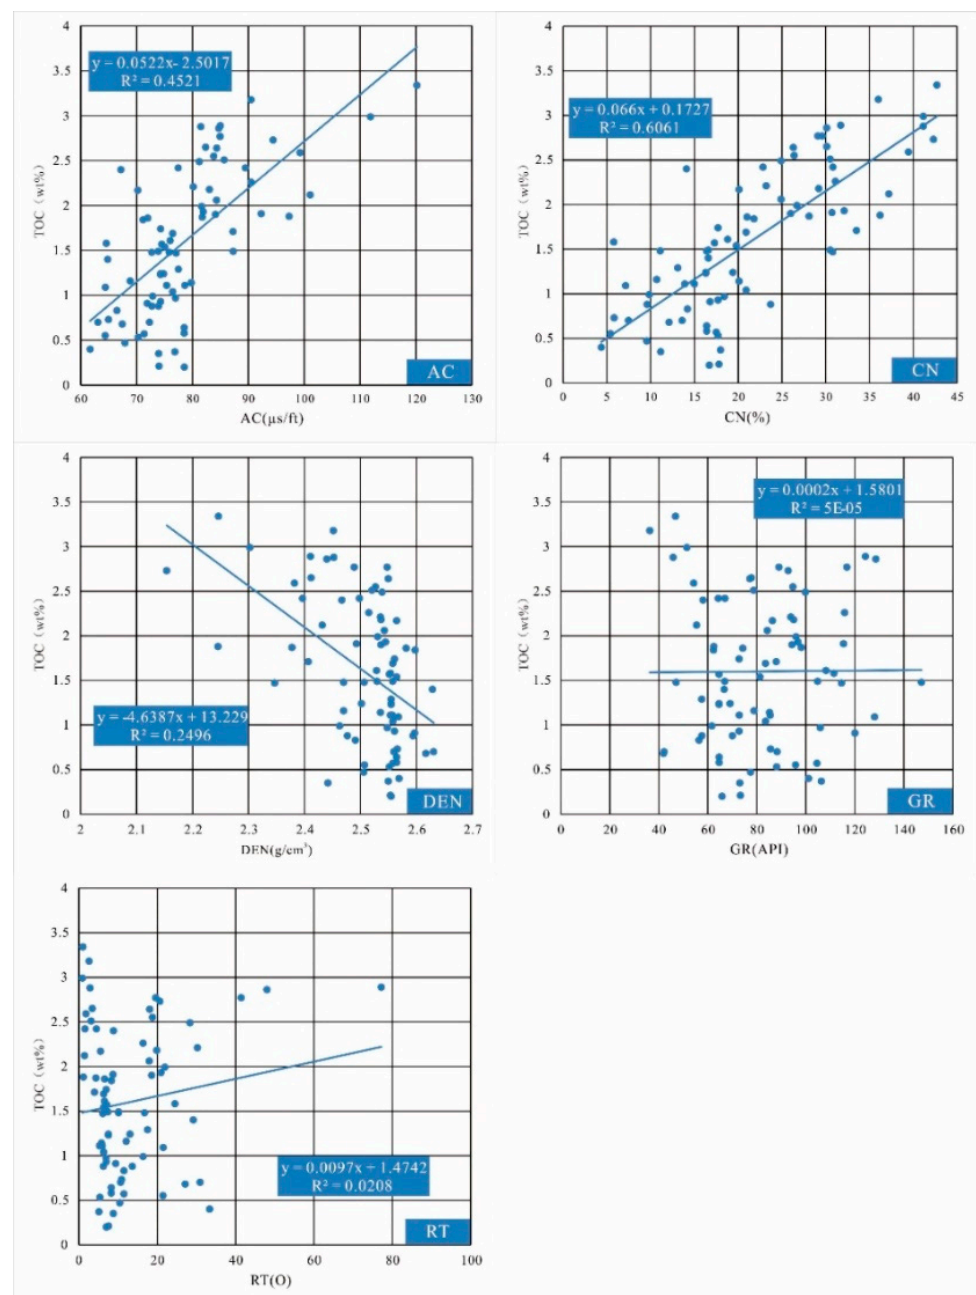 4
3.5
3
2.5
2
1.5
1
0.5
0
TOC（wt%）
y = 0.0522x- 2.5017
R² = 0.4521
AC
60 70 80 90 100 110 120 130
AC(μs/ft)
4
3.5
3
2.5
2
1.5
1
0.5
0
TOC（wt%）
y = 0.066x + 0.1727
R² = 0.6061
CN
0 5 10 15 20 25 30 35 40 45
CN(%)
4
3.5
3
2.5
2
1.5
1
0.5
0
TOC（wt%）
y = -4.6387x + 13.229
R² = 0.2496
DEN
2 2.1 2.2 2.3 2.4 2.5 2.6 2.7
DEN(g/cm³)
4
3.5
3
2.5
2
1.5
1
0.5
0
TOC（wt%）
y = 0.0002x + 1.5801
R² = 5E-05
GR
0 20 40 60 80 100 120 140 160
GR(API)
4
3.5
3
2.5
2
1.5
1
0.5
0
TOC（wt%）
y = 0.0097x + 1.4742
R² = 0.0208
RT
0 20 40 60 80 100
RT(O)